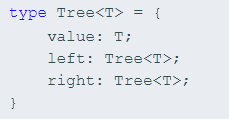 type Tree<T> = {
    value: T;
    left: Tree<T>;
    right: Tree<T>;
}